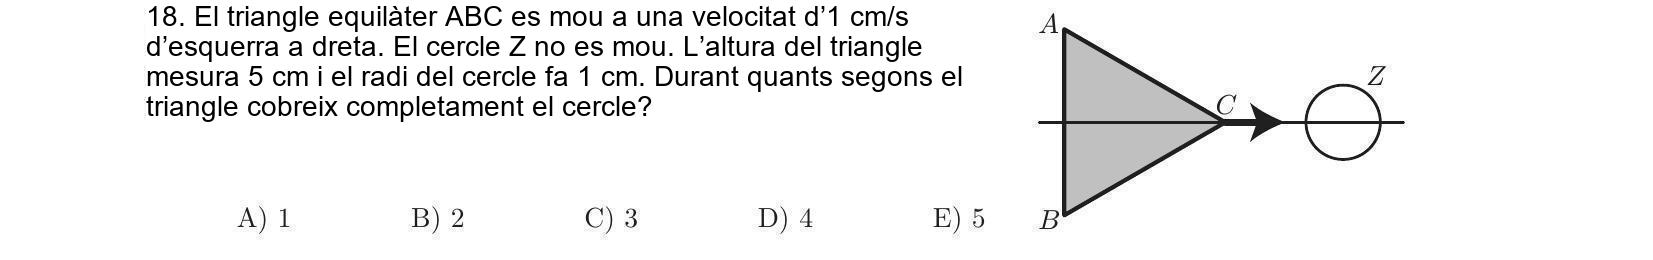 18. El triangle equilàter ABC es mou a una velocitat d'1 cm/s
d'esquerra a dreta. El cercle Z no es mou. L'altura del triangle
mesura 5 cm i el radi del cercle fa 1 cm. Durant quants segons el
triangle cobreix completament el cercle?
A) 1 B) 2 C) 3 D) 4 E) 5
A
Z
C
B